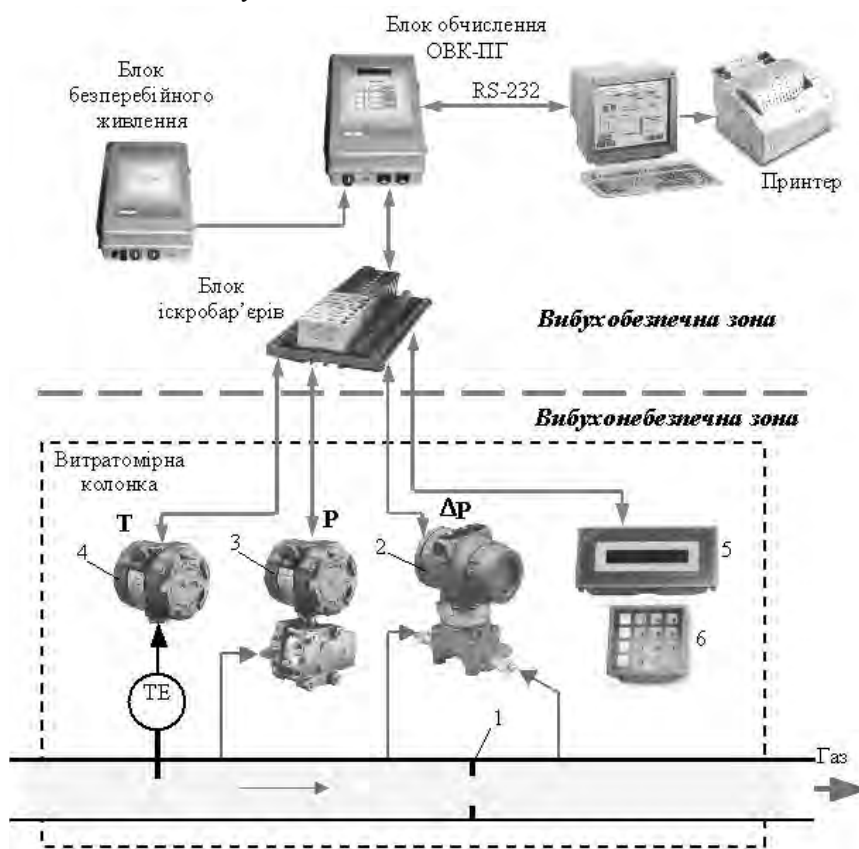 Блок обчислення
ОВК-ПГ
Блок
безперебійного
живлення
RS-232
Принтер
Блок
іскробар’єрів
Вибухобезпечна зона
Вибухонебезпечна зона
Витратомірна
колонка
T
P
ΔP
4
3
2
5
6
TE
1
Газ